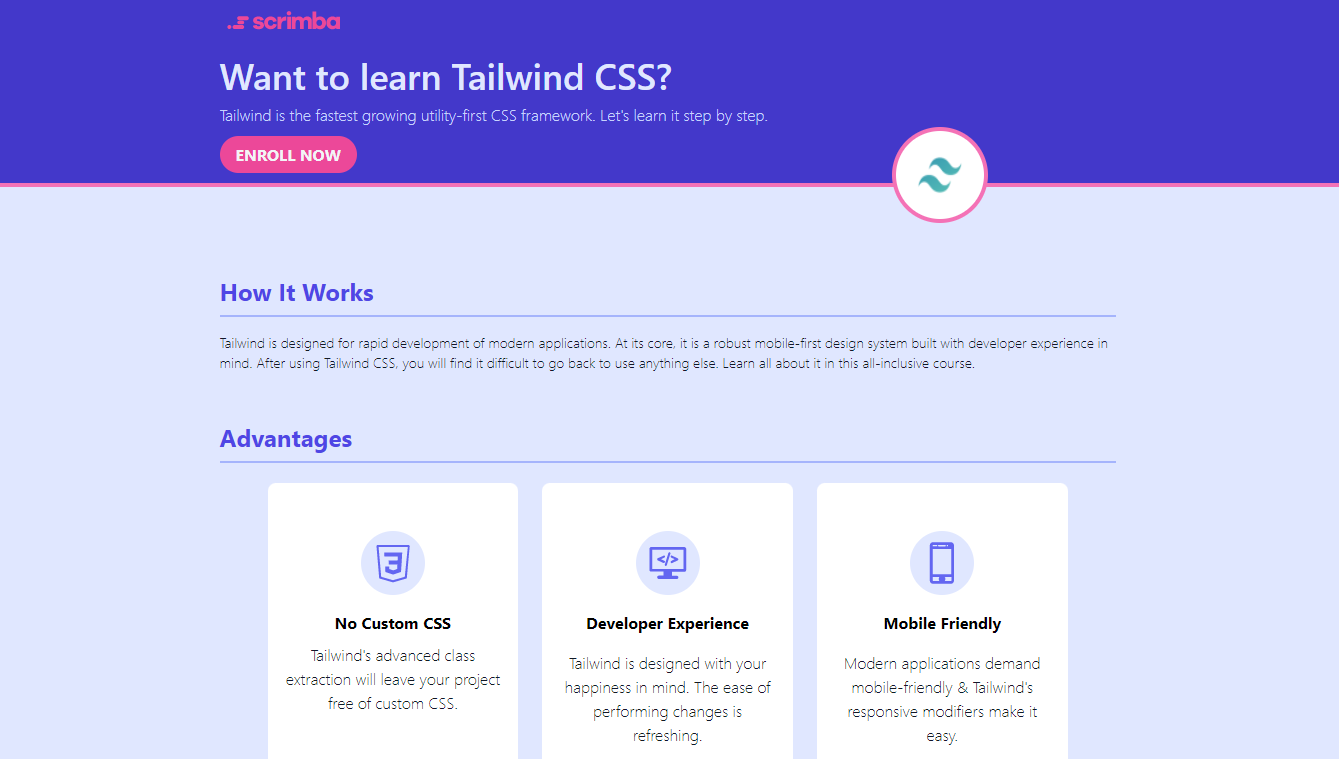 scrimba
Want to learn Tailwind CSS?
Tailwind is the fastest growing utility-first CSS framework. Let's learn it step by step.
ENROLL NOW
How It Works
Tailwind is designed for rapid development of modern applications. At its core, it is a robust mobile-first design system built with developer experience in
mind. After using Tailwind CSS, you will find it difficult to go back to use anything else. Learn all about it in this all-inclusive course.
Advantages
3
No Custom CSS
Tailwind's advanced class
extraction will leave your project
free of custom CSS.
</>
Developer Experience
Tailwind is designed with your
happiness in mind. The ease of
performing changes is
refreshing.
Mobile Friendly
Modern applications demand
mobile-friendly & Tailwind's
responsive modifiers make it
easy.